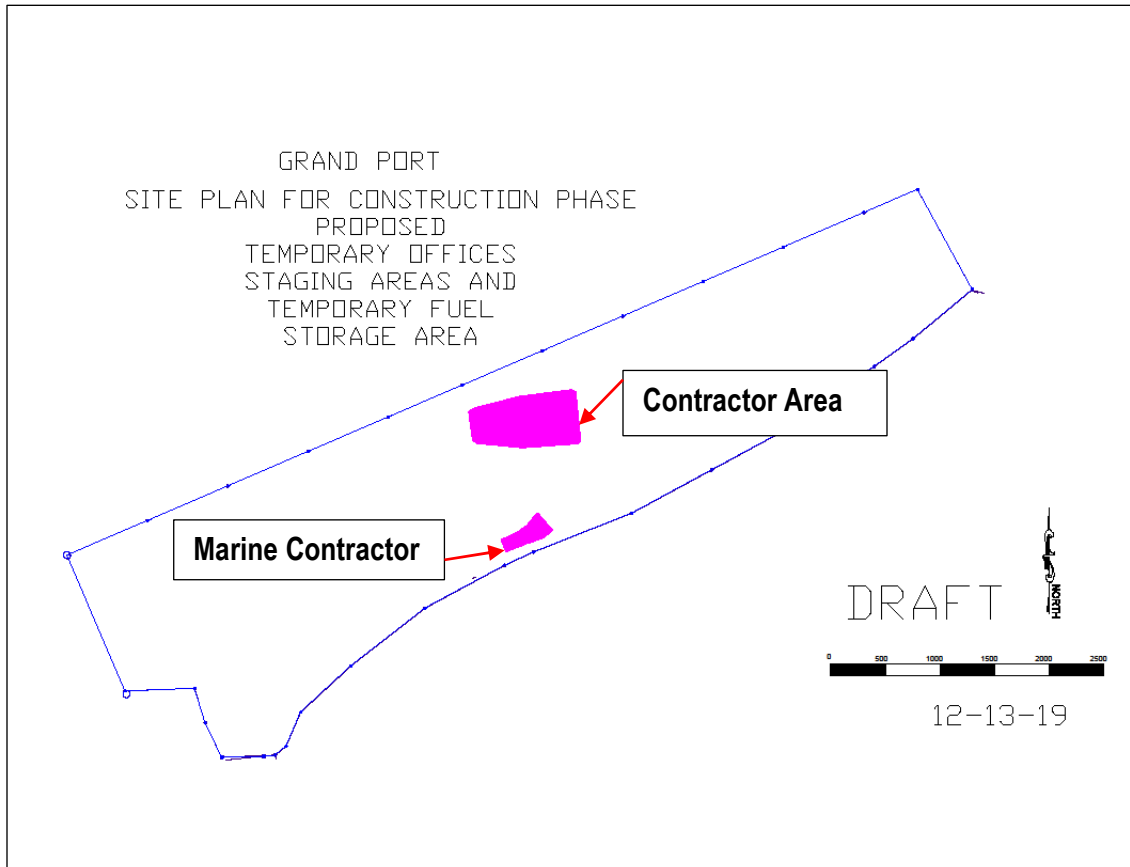 GRAND PORT
SITE PLAN FOR CONSTRUCTION PHASE
PROPOSED
TEMPORARY OFFICES
STAGING AREAS AND
TEMPORARY FUEL
STORAGE AREA
Contractor Area
Marine Contractor
NORTH
DRAFT
0 500 1000 1500 2000 2500
12-13-19